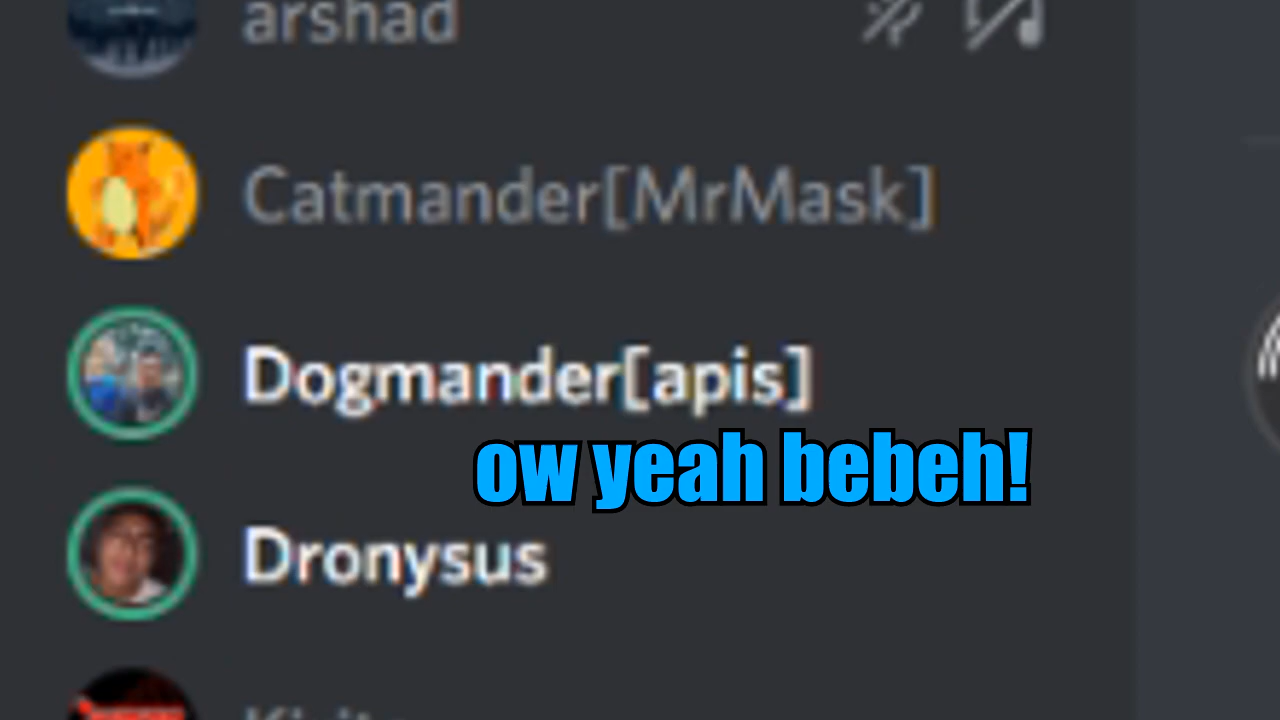 arshad
Catmander[MrMask]
Dogmander[apis]
ow yeah bebeh!
Dronysus